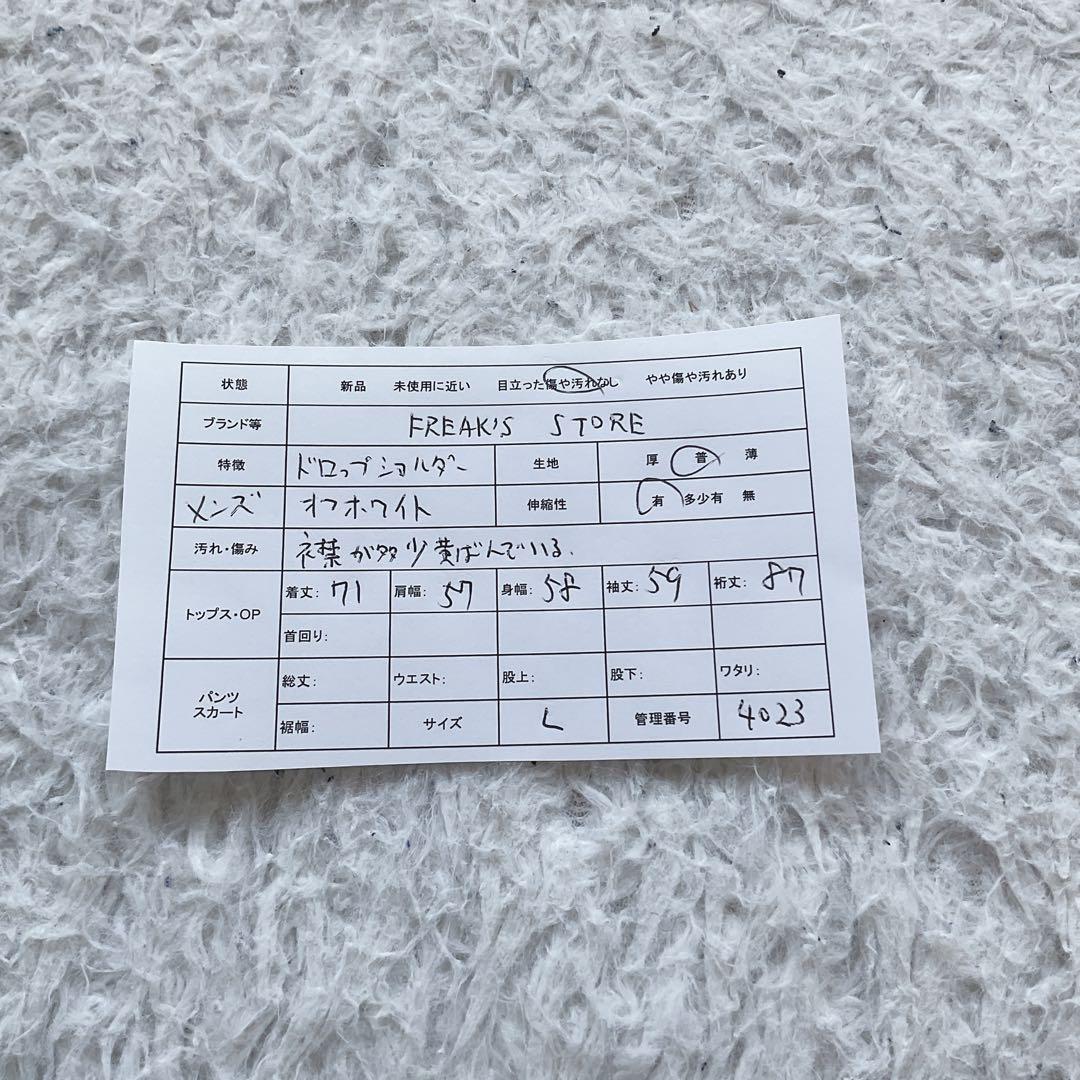 状態 新品 未使用に近い 目立った傷や汚れなし やや傷や汚れあり
ブランド等 FREAK'S STORE
特徴 ドロップショルダー 生地 厚 普 薄
メンズ オフホワイト 伸縮性 有 多少有 無
汚れ・傷み 衣襟が多少黄ばんでいる。
トップス・OP 着丈: 71 肩幅: 57 身幅: 58 袖丈: 59 裄丈: 87
首回り:
パンツ スカート 総丈: ウエスト: 股上: 股下: ワタリ:
裾幅: サイズ L 管理番号 4023